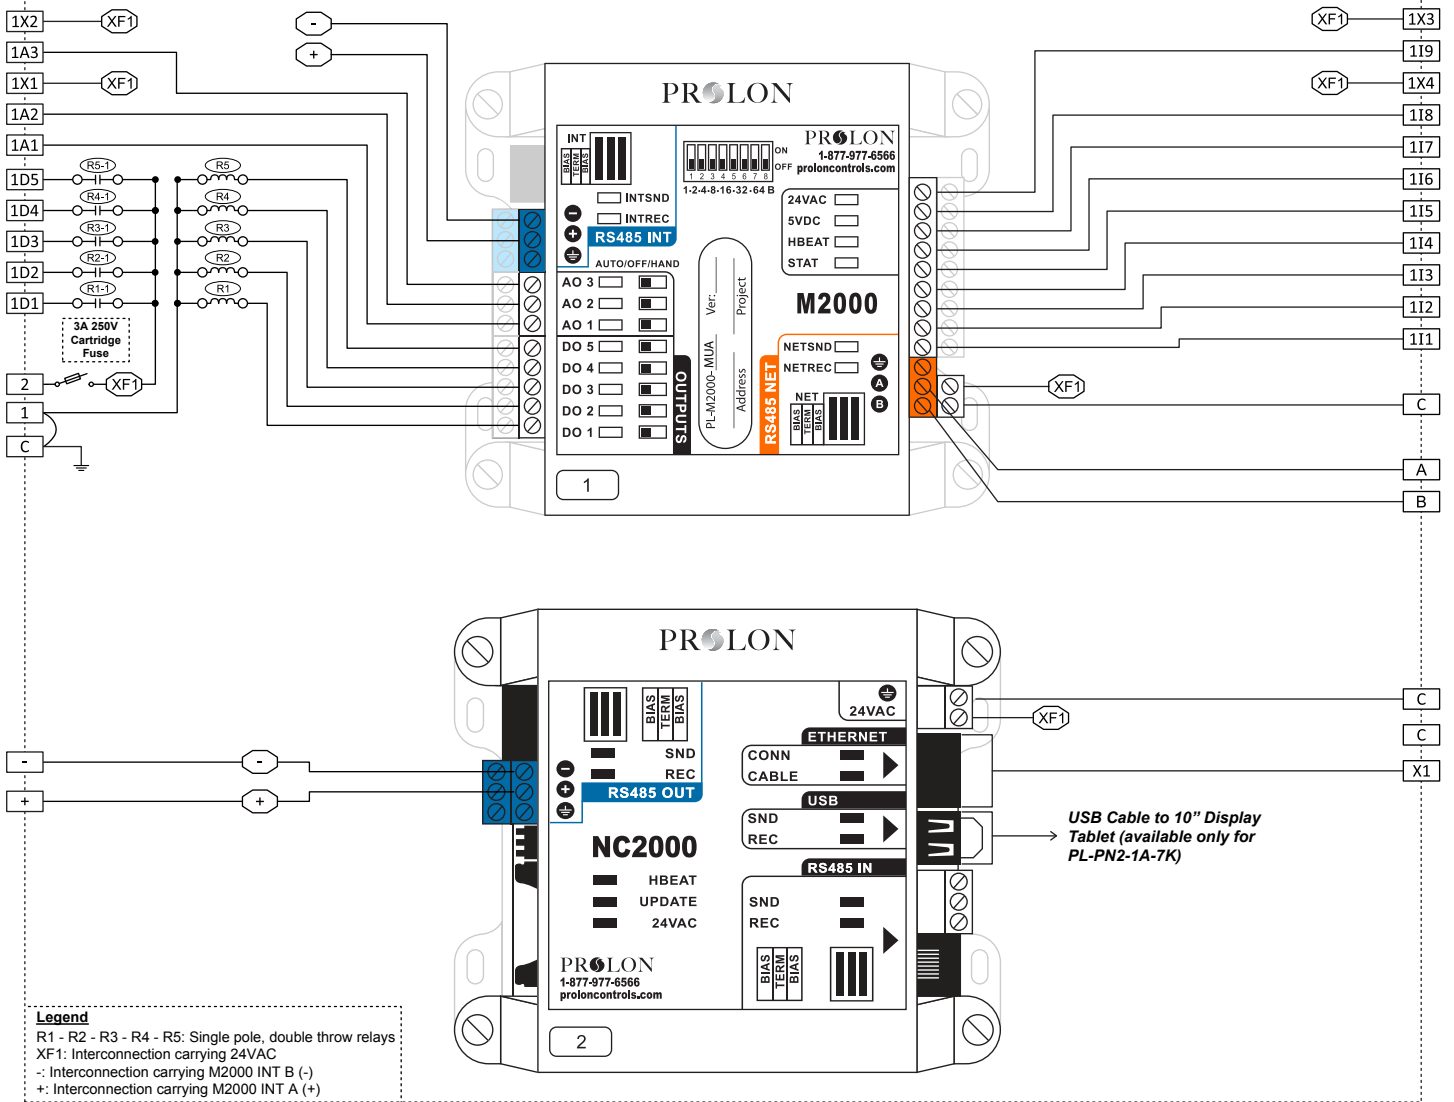 1X2 XF1 - XF1 1X3
1A3 + 1I9
1X1 XF1 XF1 1X4
1A2 1I8
1A1 1I7
1D5 R5-1 R5 1I6
1D4 R4-1 R4 1I5
1D3 R3-1 R3 1I4
1D2 R2-1 R2 1I3
1D1 R1-1 R1 1I2
1I1
3A 250V
Cartridge
Fuse
2 XF1
1
C
PROLON
INT
BIAS
TERM
BIAS
INTSND
INTREC
RS485 INT
AUTO/OFF/HAND
AO 3
AO 2
AO 1
DO 5
DO 4
DO 3
DO 2
DO 1
OUTPUTS
ON
OFF
1 2 3 4 5 6 7 8
1-2-4-8-16-32-64 B
PROLON
1-877-977-6566
proloncontrols.com
24VAC
5VDC
HBEAT
STAT
M2000
PL-M2000- MUA Ver:
Address Project
RS485 NET
NETSND
NETREC
A
B
NET
BIAS
TERM
BIAS
1
XF1
C
A
B
PROLON
BIAS
TERM
BIAS
SND
REC
RS485 OUT
NC2000
HBEAT
UPDATE
24VAC
PROLON
1-877-977-6566
proloncontrols.com
24VAC
ETHERNET
CONN
CABLE
USB
SND
REC
RS485 IN
SND
REC
BIAS
TERM
BIAS
2
- -
+ +
C
XF1
C
X1
USB Cable to 10” Display
Tablet (available only for
PL-PN2-1A-7K)
Legend
R1 - R2 - R3 - R4 - R5: Single pole, double throw relays
XF1: Interconnection carrying 24VAC
-: Interconnection carrying M2000 INT B (-)
+: Interconnection carrying M2000 INT A (+)